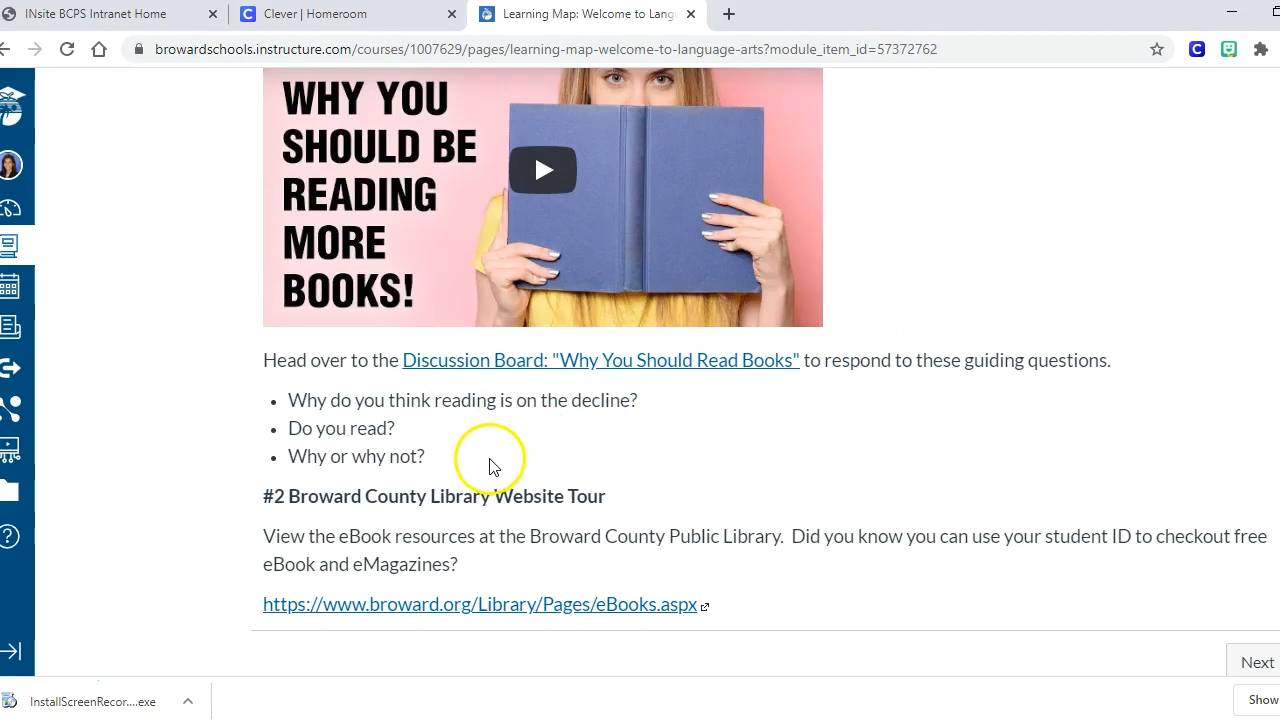 INsite BCPS Intranet Home
Clever | Homeroom
Learning Map: Welcome to Lang
browardschools.instructure.com/courses/1007629/pages/learning-map-welcome-to-language-arts?module_item_id=57372762
WHY YOU
SHOULD BE
READING
MORE
BOOKS!
Head over to the Discussion Board: "Why You Should Read Books" to respond to these guiding questions.
Why do you think reading is on the decline?
Do you read?
Why or why not?
#2 Broward County Library Website Tour
View the eBook resources at the Broward County Public Library. Did you know you can use your student ID to checkout free
eBook and eMagazines?
https://www.broward.org/Library/Pages/eBooks.aspx
Next
InstallScreenRecor....exe
Show